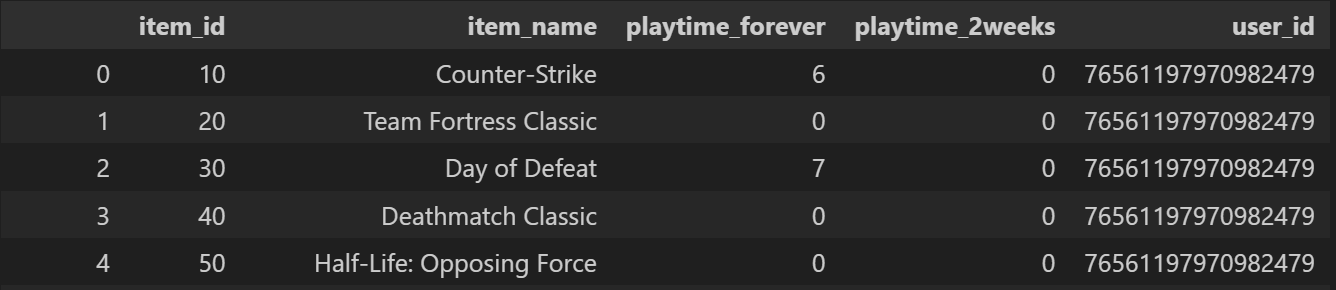 item_id item_name playtime_forever playtime_2weeks user_id
0 10 Counter-Strike 6 0 76561197970982479
1 20 Team Fortress Classic 0 0 76561197970982479
2 30 Day of Defeat 7 0 76561197970982479
3 40 Deathmatch Classic 0 0 76561197970982479
4 50 Half-Life: Opposing Force 0 0 76561197970982479